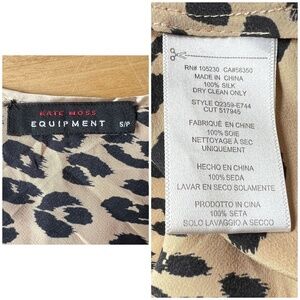 KATE MOSS
EQUIPMENT
S/P
RN# 105230 CA#56350
MADE IN CHINA
100% SILK
DRY CLEAN ONLY
STYLE Q2359-E744
CUT 517945
FABRIQUÉ EN CHINE
100% SOIE
NETTOYAGE À SEC
UNIQUEMENT
HECHO EN CHINA
100% SEDA
LAVAR EN SECO SOLAMENTE
PRODOTTO IN CINA
100% SETA
SOLO LAVAGGIO A SECCO